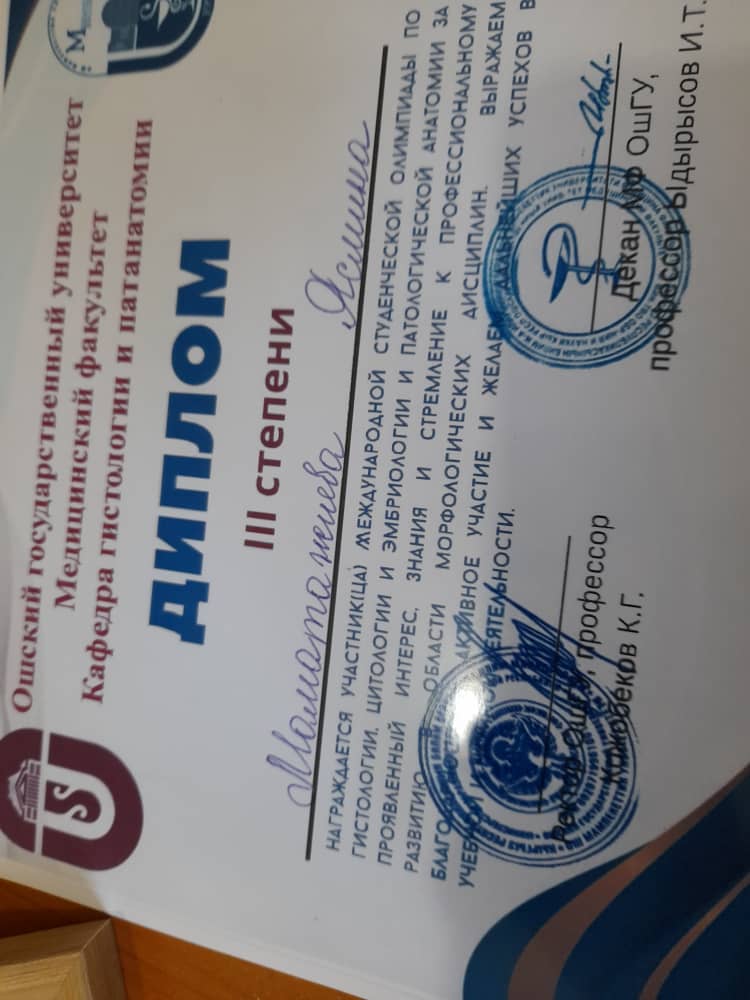 Ошский государственный университет
Медицинский факультет
Кафедра гистологии и патанатомии
ДИПЛОМ
III степени
Маматажиева Ясмина
НАГРАЖДАЕТСЯ УЧАСТНИК(ЦА) МЕЖДУНАРОДНОЙ СТУДЕНЧЕСКОЙ ОЛИМПИАДЫ ПО
ГИСТОЛОГИИ, ЦИТОЛОГИИ И ЭМБРИОЛОГИИ И ПАТОЛОГИЧЕСКОЙ АНАТОМИИ ЗА
ПРОЯВЛЕННЫЙ ИНТЕРЕС, ЗНАНИЯ И СТРЕМЛЕНИЕ К ПРОФЕССИОНАЛЬНОМУ
РАЗВИТИЮ В ОБЛАСТИ МОРФОЛОГИЧЕСКИХ ДИСЦИПЛИН. ВЫРАЖАЕМ
АКТИВНОЕ УЧАСТИЕ И ЖЕЛАЕМ ДАЛЬНЕЙШИХ УСПЕХОВ В
УЧЕБНОЙ ДЕЯТЕЛЬНОСТИ.
Ректор ОшГУ, профессор
Кожобеков К.Г.
Декан МФ ОшГУ,
профессор Ыдырысов И.Т.